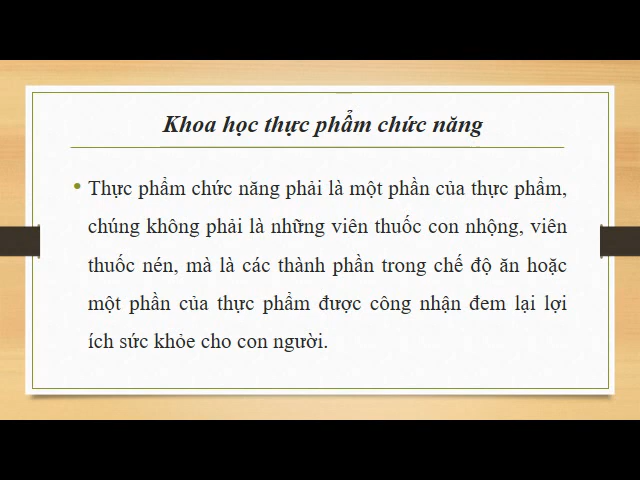 Khoa học thực phẩm chức năng
• Thực phẩm chức năng phải là một phần của thực phẩm,
chúng không phải là những viên thuốc con nhộng, viên
thuốc nén, mà là các thành phần trong chế độ ăn hoặc
một phần của thực phẩm được công nhận đem lại lợi
ích sức khỏe cho con người.